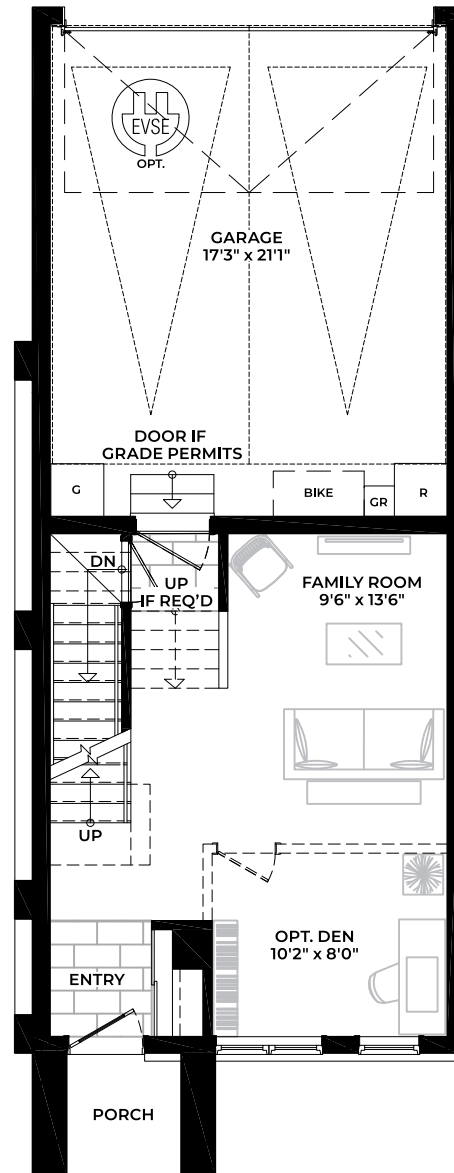 EVSE
OPT.
GARAGE
17'3" x 21'1"
DOOR IF
GRADE PERMITS
G
BIKE
GR
R
DN
UP
IF REQ'D
FAMILY ROOM
9'6" x 13'6"
UP
OPT. DEN
10'2" x 8'0"
ENTRY
PORCH